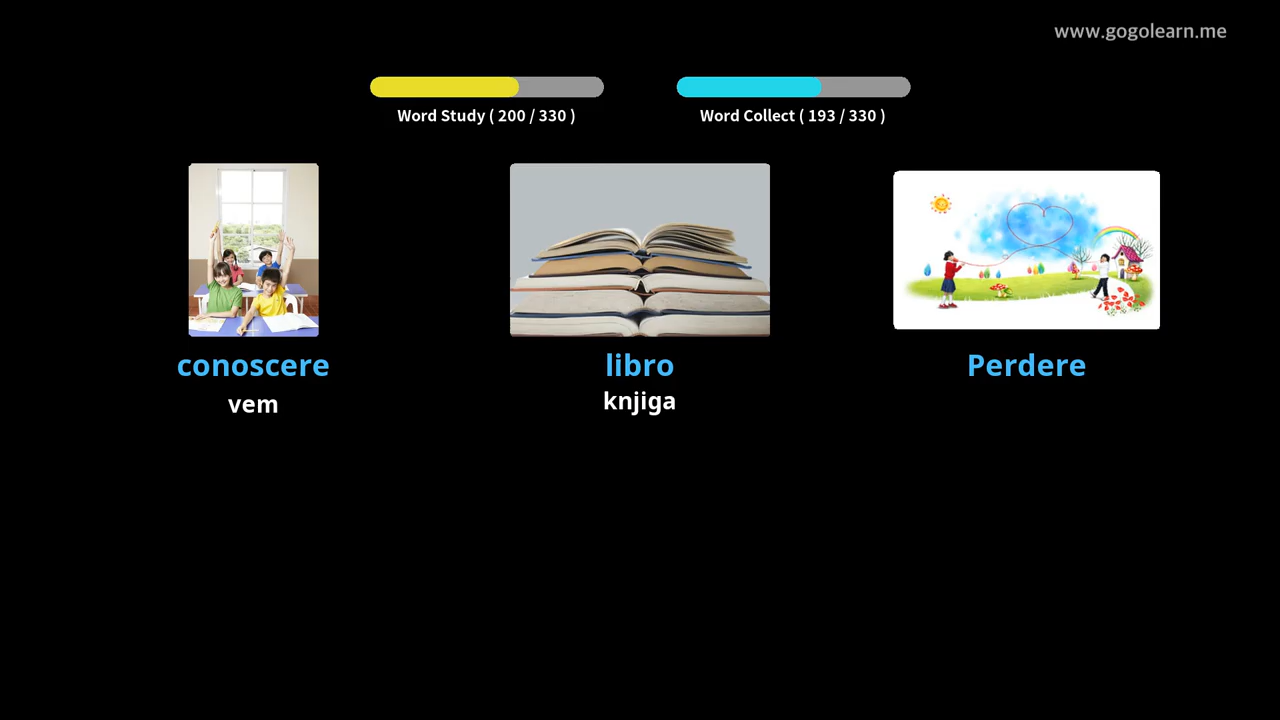 www.gogolearn.me
Word Study ( 200 / 330 )
Word Collect ( 193 / 330 )
conoscere
vem
libro
knjiga
Perdere